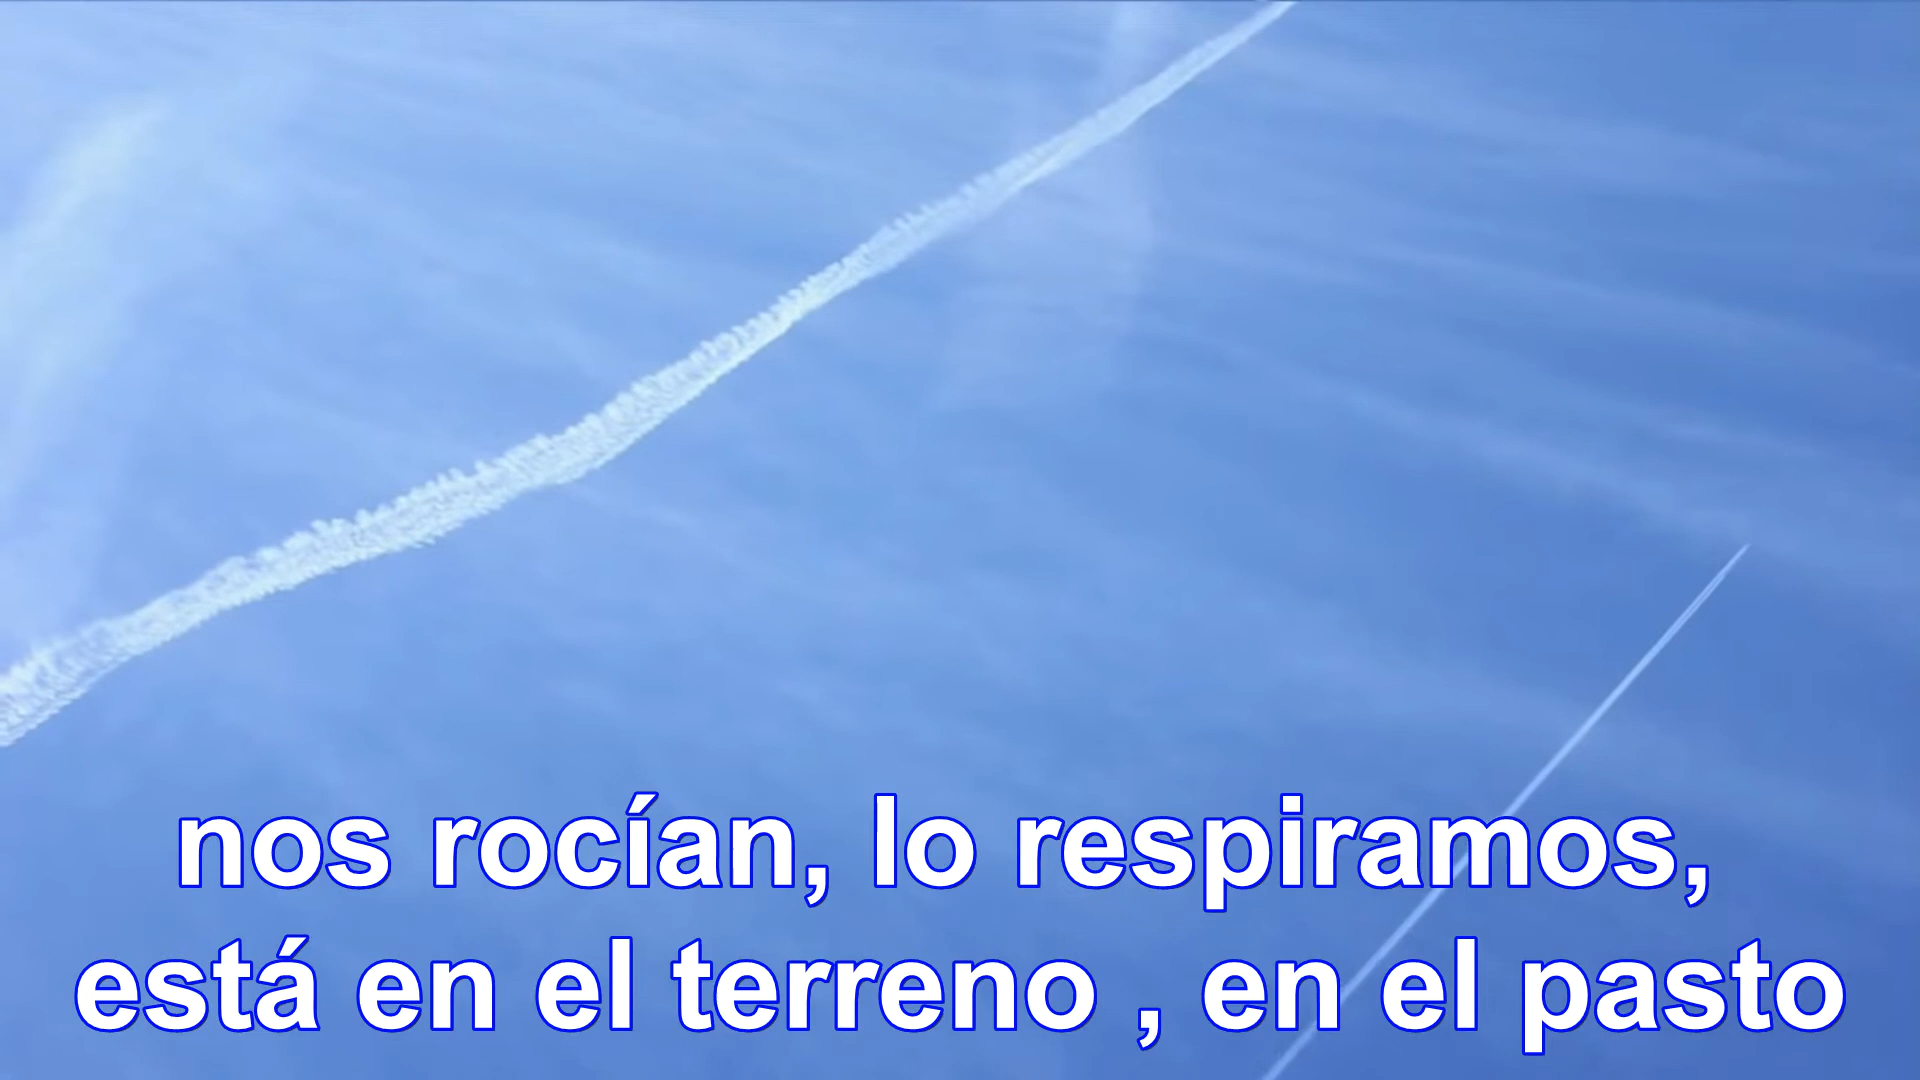 nos rocían, lo respiramos,
está en el terreno , en el pasto